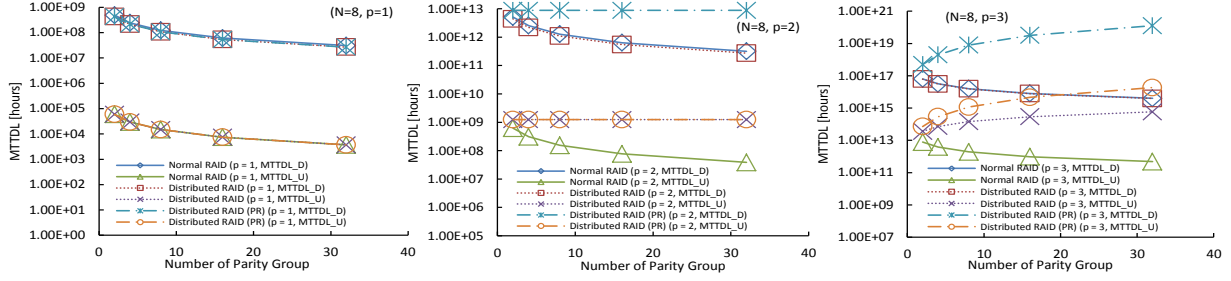 (N=8, p=1)
MTTDL [hours]
1.00E+09
1.00E+08
1.00E+07
1.00E+06
1.00E+05
1.00E+04
1.00E+03
1.00E+02
1.00E+01
1.00E+00
Normal RAID (p = 1, MTTDL_D)
Normal RAID (p = 1, MTTDL_U)
Distributed RAID (p = 1, MTTDL_D)
Distributed RAID (p = 1, MTTDL_U)
Distributed RAID (PR) (p = 1, MTTDL_D)
Distributed RAID (PR) (p = 1, MTTDL_U)
0 10 20 30 40
Number of Parity Group
(N=8, p=2)
MTTDL [hours]
1.00E+13
1.00E+12
1.00E+11
1.00E+10
1.00E+09
1.00E+08
1.00E+07
1.00E+06
1.00E+05
Normal RAID (p = 2, MTTDL_D)
Normal RAID (p = 2, MTTDL_U)
Distributed RAID (p = 2, MTTDL_D)
Distributed RAID (p = 2, MTTDL_U)
Distributed RAID (PR) (p = 2, MTTDL_D)
Distributed RAID (PR) (p = 2, MTTDL_U)
0 10 20 30 40
Number of Parity Group
(N=8, p=3)
MTTDL [hours]
1.00E+21
1.00E+19
1.00E+17
1.00E+15
1.00E+13
1.00E+11
1.00E+09
1.00E+07
Normal RAID (p = 3, MTTDL_D)
Normal RAID (p = 3, MTTDL_U)
Distributed RAID (p = 3, MTTDL_D)
Distributed RAID (p = 3, MTTDL_U)
Distributed RAID (PR) (p = 3, MTTDL_D)
Distributed RAID (PR) (p = 3, MTTDL_U)
0 10 20 30 40
Number of Parity Group